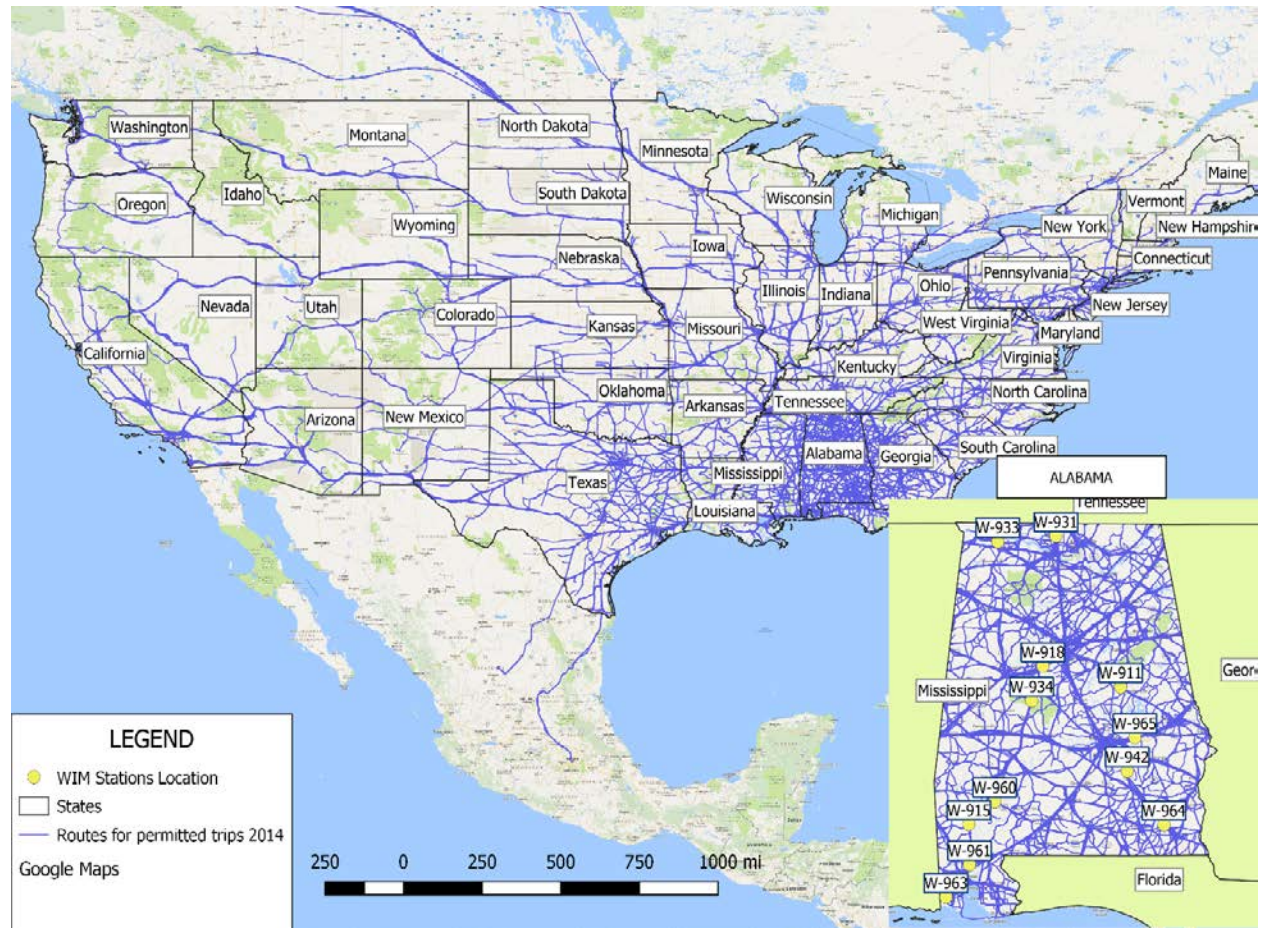 Washington
Montana
North Dakota
Minnesota
Maine
Oregon
Idaho
South Dakota
Wisconsin
Vermont
Wyoming
Michigan
New York
New Hampshir
Nebraska
Iowa
Connecticut
Pennsylvania
Nevada
Utah
Colorado
Illinois
Indiana
Ohio
New Jersey
Kansas
Missouri
West Virginia
Maryland
California
Kentucky
Virginia
Oklahoma
Arkansas
Tennessee
North Carolina
Arizona
New Mexico
Texas
Mississippi
Alabama
Georgia
South Carolina
Louisiana
ALABAMA
Tennessee
W-933
W-931
W-918
W-911
Geor
Mississippi
W-934
W-965
W-942
W-960
W-915
W-964
W-961
W-963
Florida
LEGEND
WIM Stations Location
States
Routes for permitted trips 2014
Google Maps
250 0 250 500 750 1000 mi